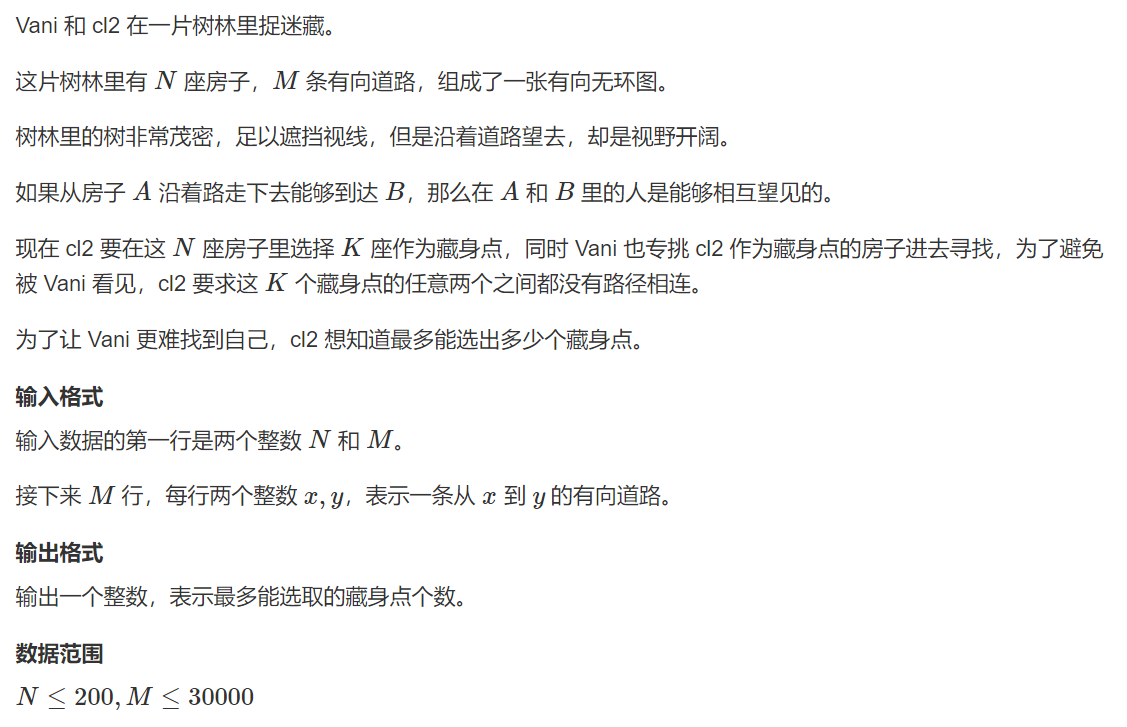 Vani 和 cl2 在一片树林里捉迷藏。
这片树林里有 N 座房子，M 条有向道路，组成了一张有向无环图。
树林里的树非常茂密，足以遮挡视线，但是沿着道路望去，却是视野开阔。
如果从房子 A 沿着路走下去能够到达 B，那么在 A 和 B 里的人是能够相互望见的。
现在 cl2 要在这 N 座房子里选择 K 座作为藏身点，同时 Vani 也专挑 cl2 作为藏身点的房子进去寻找，为了避免
被 Vani 看见，cl2 要求这 K 个藏身点的任意两个之间都没有路径相连。
为了让 Vani 更难找到自己，cl2 想知道最多能选出多少个藏身点。
输入格式
输入数据的第一行是两个整数 N 和 M。
接下来 M 行，每行两个整数 x, y，表示一条从 x 到 y 的有向道路。
输出格式
输出一个整数，表示最多能选取的藏身点个数。
数据范围
N ≤ 200, M ≤ 30000